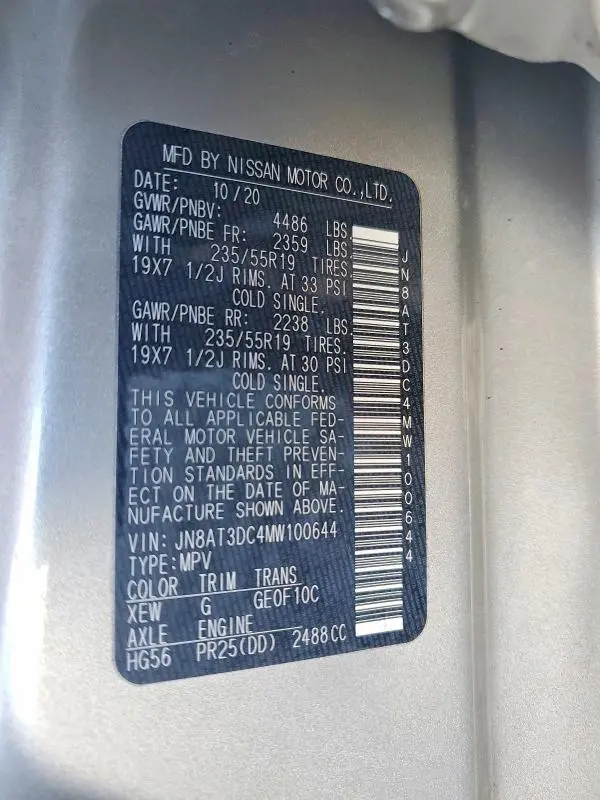 MFD BY NISSAN MOTOR CO.,LTD.
DATE: 10/20
GVWR/PNBV: 4486 LBS.
GAWR/PNBE FR: 2359 LBS.
WITH 235/55R19 TIRES.
19X7 1/2J RIMS. AT 33 PSI
COLD SINGLE.
GAWR/PNBE RR: 2238 LBS.
WITH 235/55R19 TIRES.
19X7 1/2J RIMS. AT 30 PSI
COLD SINGLE.
THIS VEHICLE CONFORMS
TO ALL APPLICABLE FED-
ERAL MOTOR VEHICLE SA-
FETY AND THEFT PREVEN-
TION STANDARDS IN EFF-
ECT ON THE DATE OF MA-
NUFACTURE SHOWN ABOVE.
VIN: JN8AT3DC4MW100644
TYPE:MPV
COLOR TRIM TRANS
XEW G GE0F10C
AXLE ENGINE
HG56 PR25(DD) 2488CC
JN8AT3DC4MW100644